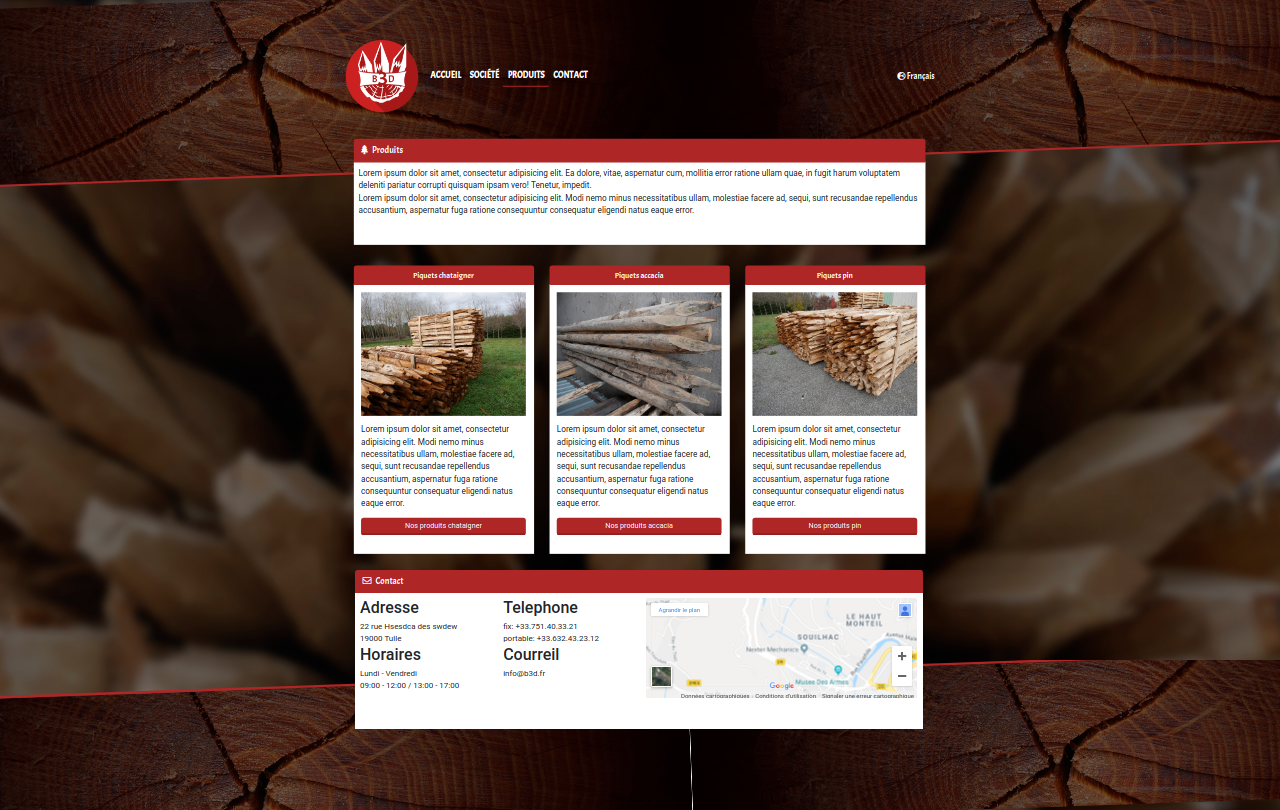 B3D
ACCUEIL SOCIÉTÉ PRODUITS CONTACT
Français
Produits
Lorem ipsum dolor sit amet, consectetur adipisicing elit. Ea dolore, vitae, aspernatur cum, mollitia error ratione ullam quae, in fugit harum voluptatem
deleniti pariatur corrupti quisquam ipsam vero! Tenetur, impedit.
Lorem ipsum dolor sit amet, consectetur adipisicing elit. Modi nemo minus necessitatibus ullam, molestiae facere ad, sequi, sunt recusandae repellendus
accusantium, aspernatur fuga ratione consequuntur consequatur eligendi natus eaque error.
Piquets chataigner
Lorem ipsum dolor sit amet, consectetur
adipisicing elit. Modi nemo minus
necessitatibus ullam, molestiae facere ad,
sequi, sunt recusandae repellendus
accusantium, aspernatur fuga ratione
consequuntur consequatur eligendi natus
eaque error.
Nos produits chataigner
Piquets accacia
Lorem ipsum dolor sit amet, consectetur
adipisicing elit. Modi nemo minus
necessitatibus ullam, molestiae facere ad,
sequi, sunt recusandae repellendus
accusantium, aspernatur fuga ratione
consequuntur consequatur eligendi natus
eaque error.
Nos produits accacia
Piquets pin
Lorem ipsum dolor sit amet, consectetur
adipisicing elit. Modi nemo minus
necessitatibus ullam, molestiae facere ad,
sequi, sunt recusandae repellendus
accusantium, aspernatur fuga ratione
consequuntur consequatur eligendi natus
eaque error.
Nos produits pin
Contact
Adresse
22 rue Hsesdca des swdew
19000 Tulle
Horaires
Lundi - Vendredi
09:00 - 12:00 / 13:00 - 17:00
Telephone
fix: +33.751.40.33.21
portable: +33.632.43.23.12
Courreil
info@b3d.fr
Agrandir le plan
LE HAUT
MONTEIL
SOUILHAC
Nexter Mechanics
Musee Des Armes
Google
Données cartographiques Conditions d'utilisation Signaler une erreur cartographique